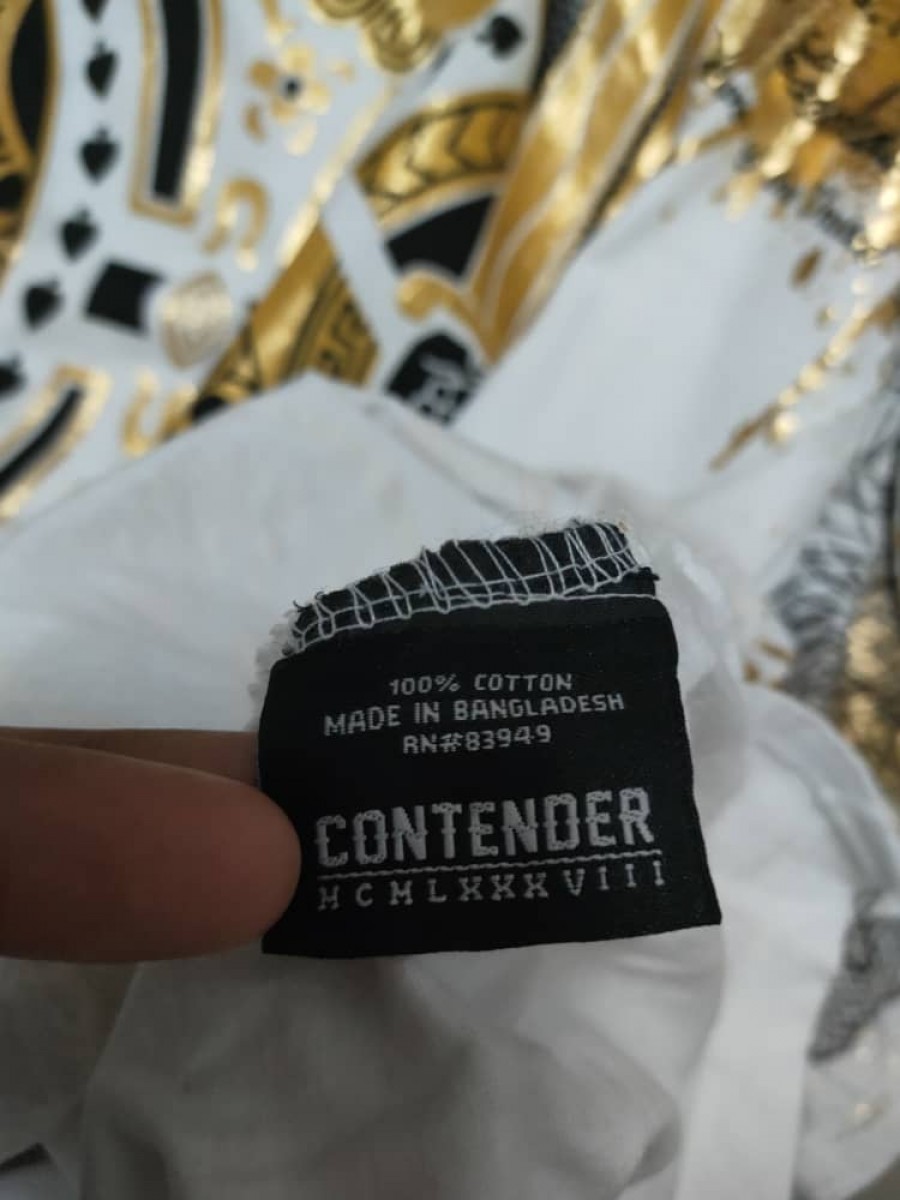 100% COTTON
MADE IN BANGLADESH
RN#83949
CONTENDER
MCMLXXXVIII